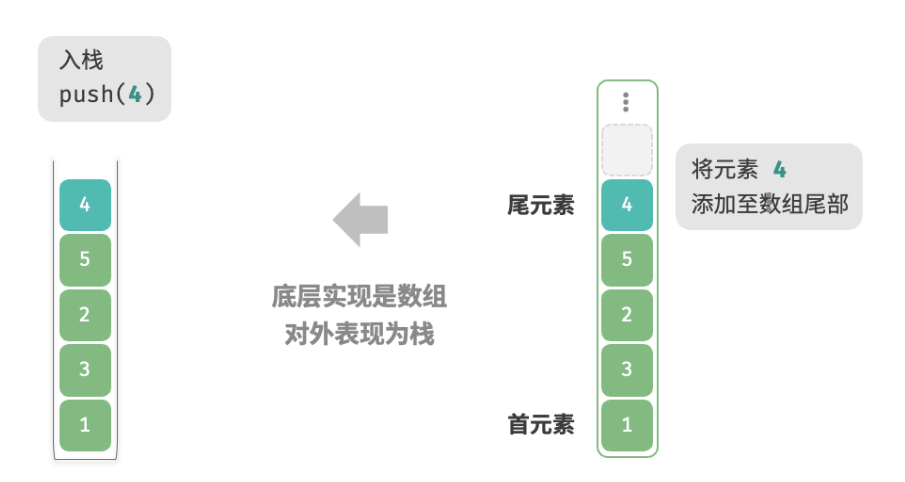 入栈
push(4)
4
5
2
3
1
底层实现是数组
对外表现为栈
尾元素
首元素
4
5
2
3
1
将元素 4
添加至数组尾部